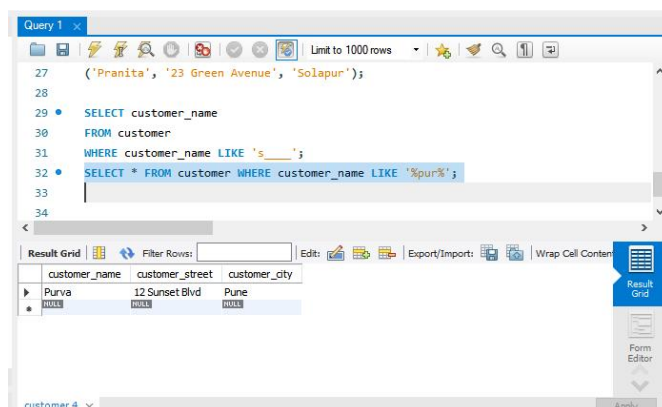 Query 1
Limit to 1000 rows
27 ('Pranita', '23 Green Avenue', 'Solapur');
28
29 SELECT customer_name
30 FROM customer
31 WHERE customer_name LIKE 's____';
32 SELECT * FROM customer WHERE customer_name LIKE '%pur%';
33
34
Result Grid Filter Rows: Edit: Export/Import: Wrap Cell Conten
customer_name customer_street customer_city
Purva 12 Sunset Blvd Pune
NULL NULL NULL
Result
Grid
Form
Editor
customer 4
Apply